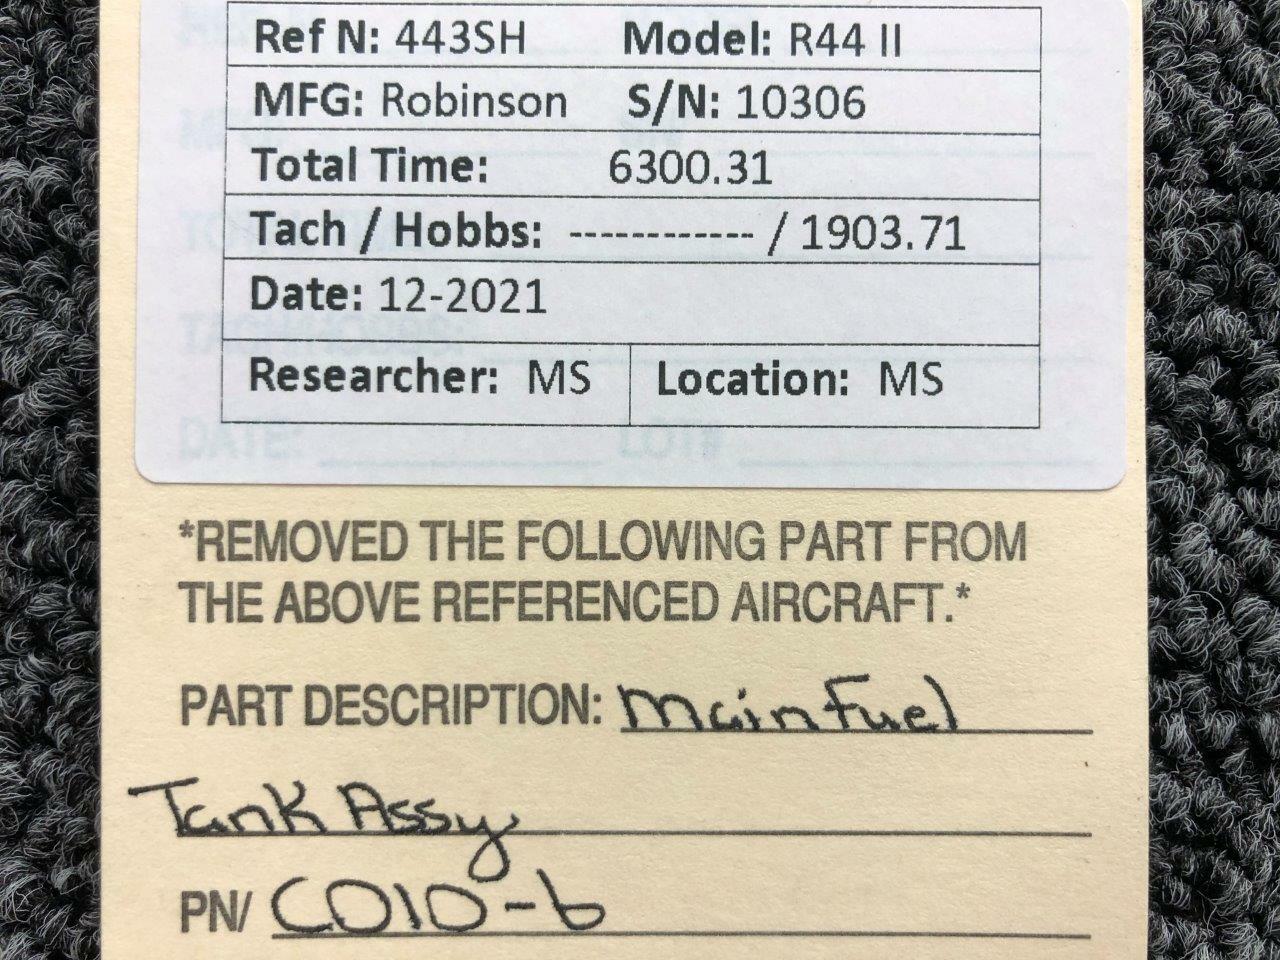 Ref N: 443SH Model: R44 II
MFG: Robinson S/N: 10306
Total Time: 6300.31
Tach / Hobbs: ------------ / 1903.71
Date: 12-2021
Researcher: MS Location: MS
DATE: LOT#
*REMOVED THE FOLLOWING PART FROM
THE ABOVE REFERENCED AIRCRAFT.*
PART DESCRIPTION: Main Fuel
Tank Assy
PN/ C010-6